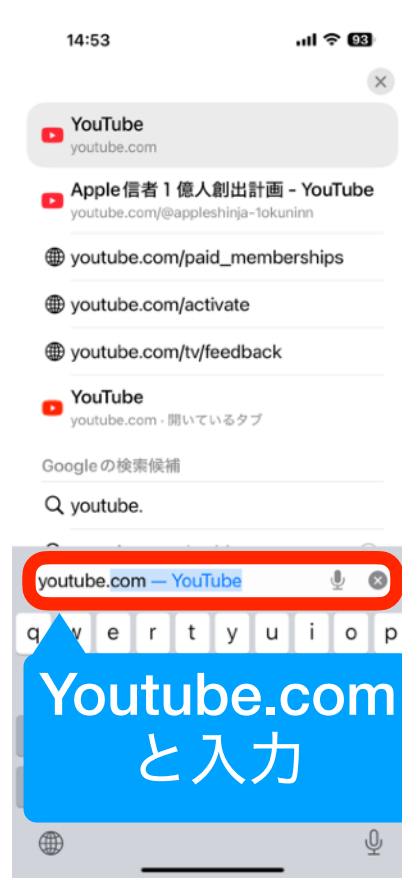 14:53
93
YouTube
youtube.com
Apple信者1億人創出計画 - YouTube
youtube.com/@appleshinja-1okuninn
youtube.com/paid_memberships
youtube.com/activate
youtube.com/tv/feedback
YouTube
youtube.com · 開いているタブ
Googleの検索候補
youtube.
youtube.com — YouTube
q w e r t y u i o p
Youtube.com
と入力